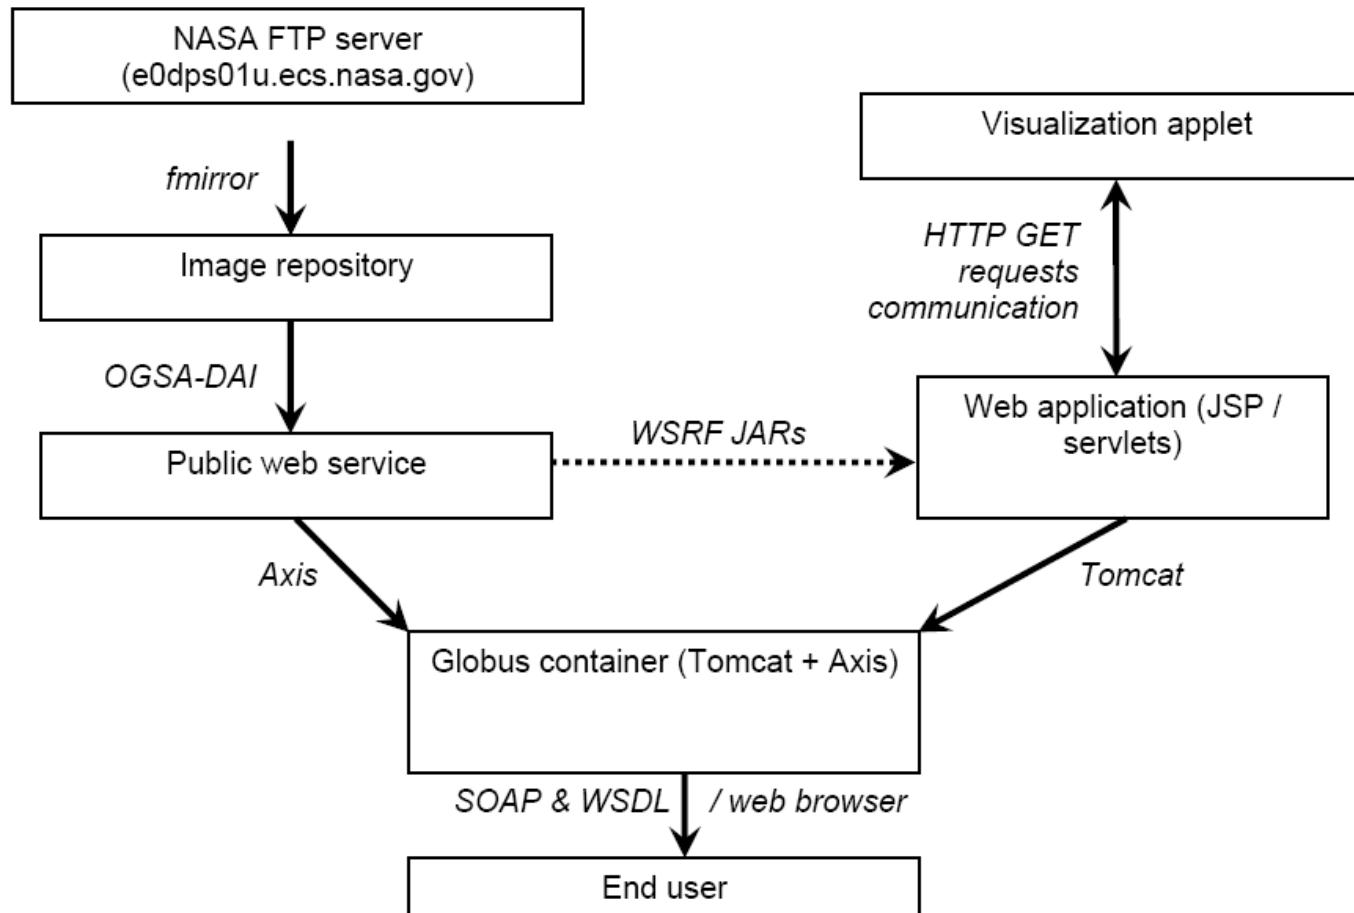 NASA FTP server
(e0dps01u.ecs.nasa.gov)
Visualization applet
fmirror
HTTP GET
requests
communication
Image repository
OGSA-DAI
Web application (JSP /
servlets)
Public web service
WSRF JARs
Axis
Tomcat
Globus container (Tomcat + Axis)
SOAP & WSDL / web browser
End user